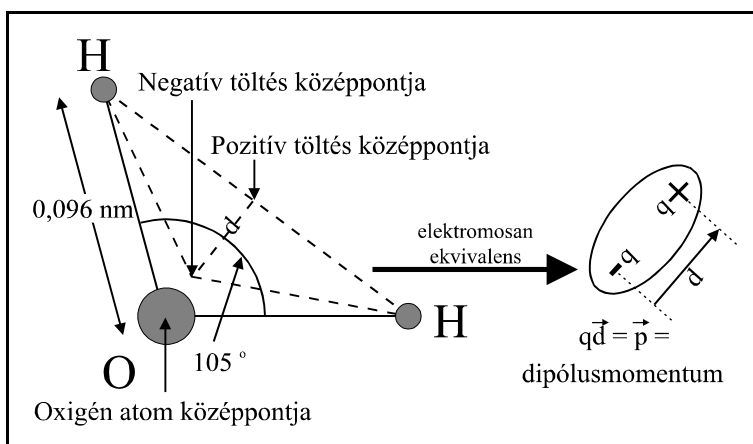 H
Negatív töltés középpontja
Pozitív töltés középpontja
0,096 nm
d
elektromosan
ekvivalens
q
q
d
H
105 °
O
qd = p =
dipólusmomentum
Oxigén atom középpontja